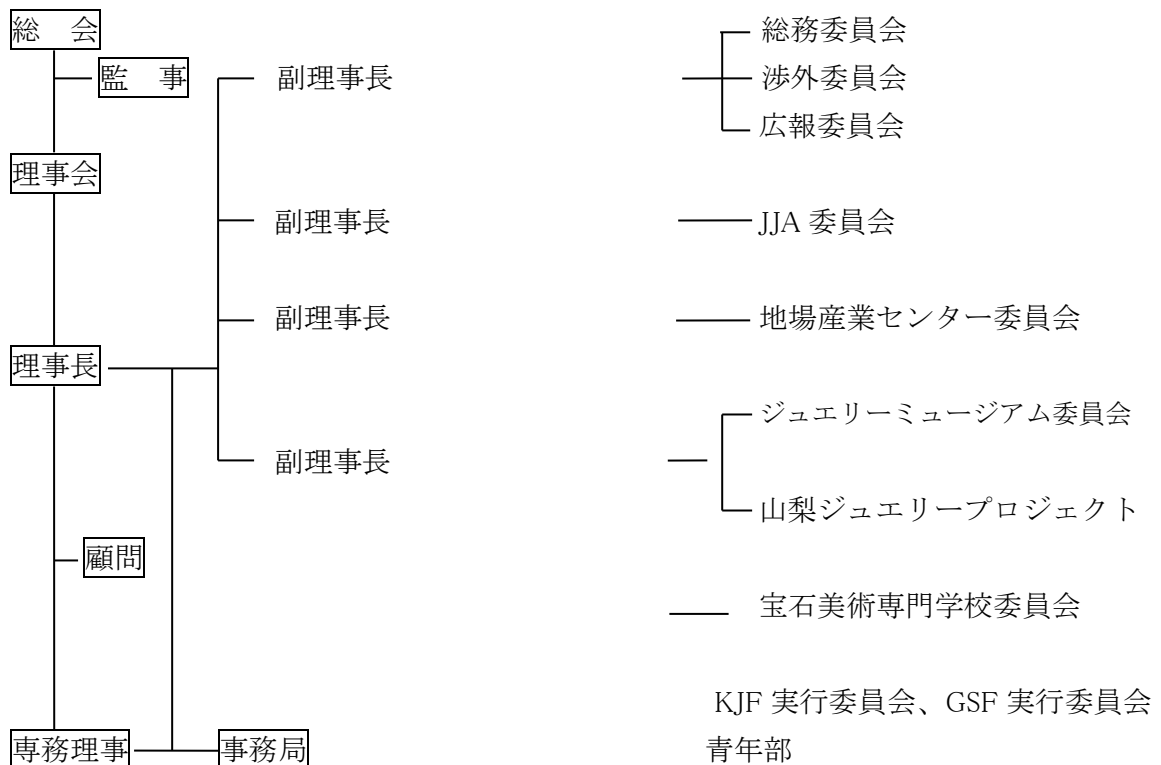 総　会
総務委員会
監　事
副理事長
渉外委員会
広報委員会
理事会
副理事長
JJA 委員会
副理事長
地場産業センター委員会
理事長
ジュエリーミュージアム委員会
副理事長
山梨ジュエリープロジェクト
顧問
宝石美術専門学校委員会
KJF 実行委員会、GSF 実行委員会
専務理事
事務局
青年部